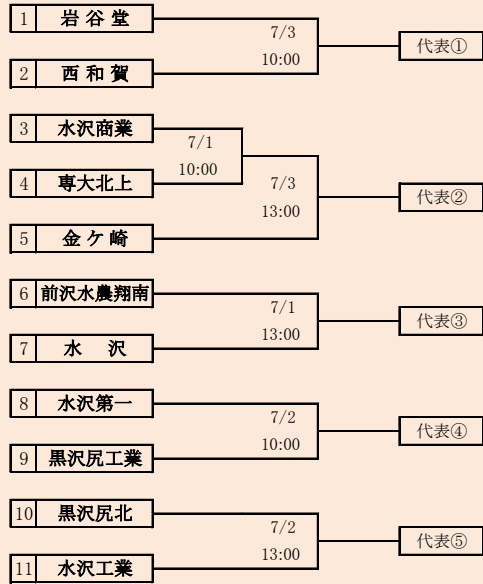 1 岩谷堂
7/3
10:00
代表①
2 西和賀
3 水沢商業
7/1
10:00
4 専大北上
7/3
13:00
代表②
5 金ケ崎
6 前沢水農翔南
7/1
13:00
代表③
7 水 沢
8 水沢第一
7/2
10:00
代表④
9 黒沢尻工業
10 黒沢尻北
7/2
13:00
代表⑤
11 水沢工業